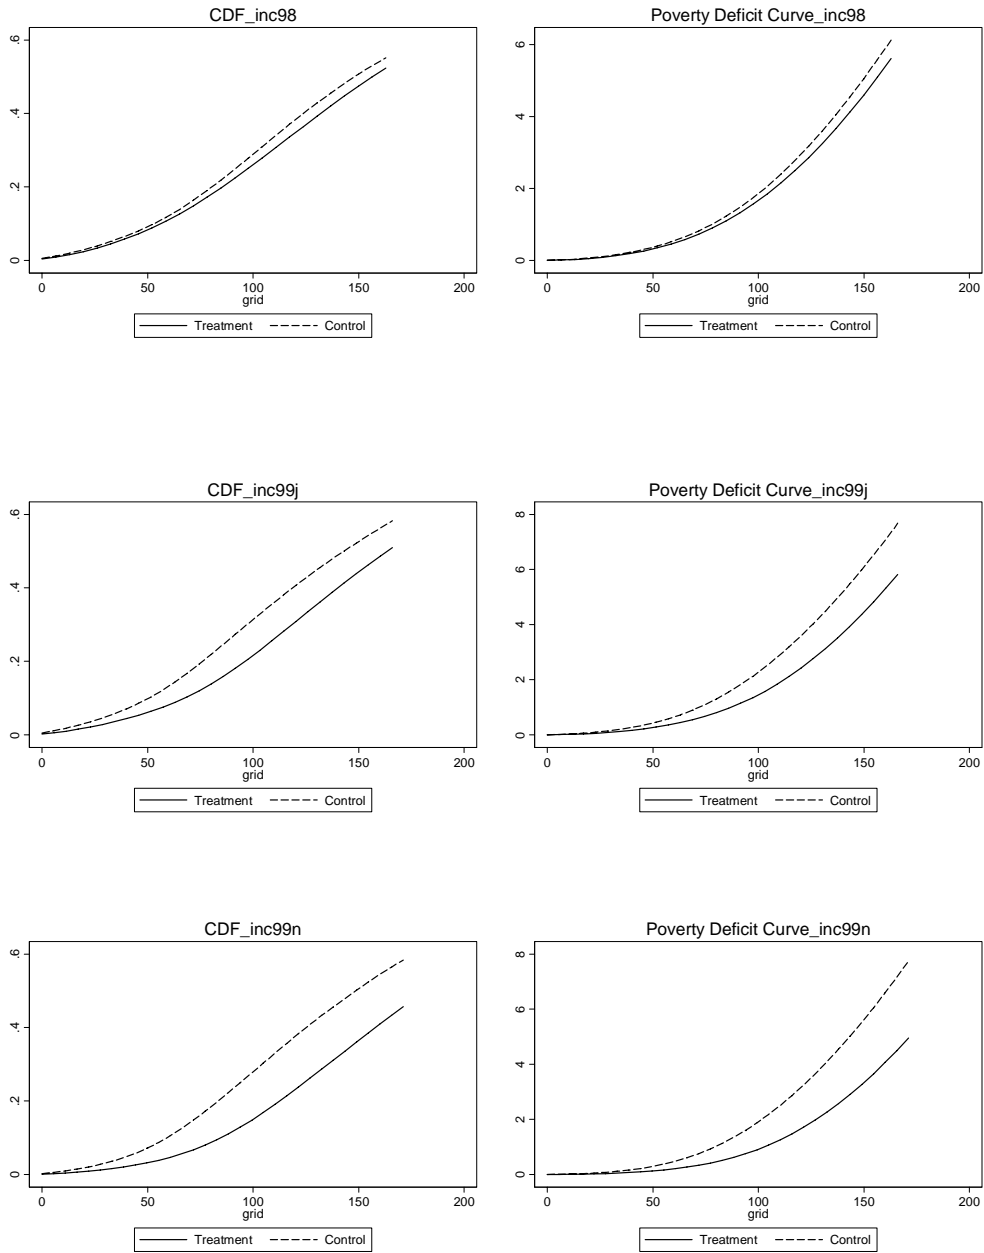 CDF_inc98
.6
.4
.2
0
0 50 100 150 200
grid
Treatment Control
Poverty Deficit Curve_inc98
6
4
2
0
0 50 100 150 200
grid
Treatment Control
CDF_inc99j
.6
.4
.2
0
0 50 100 150 200
grid
Treatment Control
Poverty Deficit Curve_inc99j
8
6
4
2
0
0 50 100 150 200
grid
Treatment Control
CDF_inc99n
.6
.4
.2
0
0 50 100 150 200
grid
Treatment Control
Poverty Deficit Curve_inc99n
8
6
4
2
0
0 50 100 150 200
grid
Treatment Control